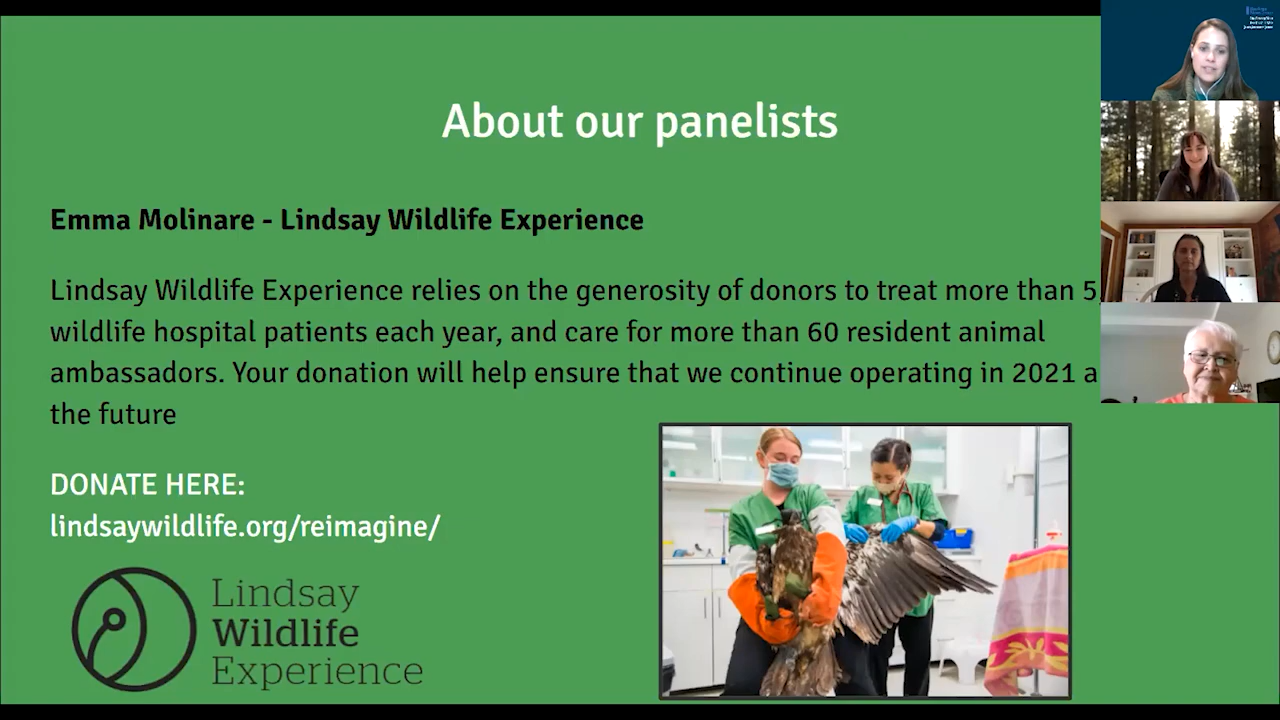 About our panelists
Emma Molinare - Lindsay Wildlife Experience
Lindsay Wildlife Experience relies on the generosity of donors to treat more than 5,
wildlife hospital patients each year, and care for more than 60 resident animal
ambassadors. Your donation will help ensure that we continue operating in 2021 a
the future
DONATE HERE:
lindsaywildlife.org/reimagine/
Lindsay
Wildlife
Experience